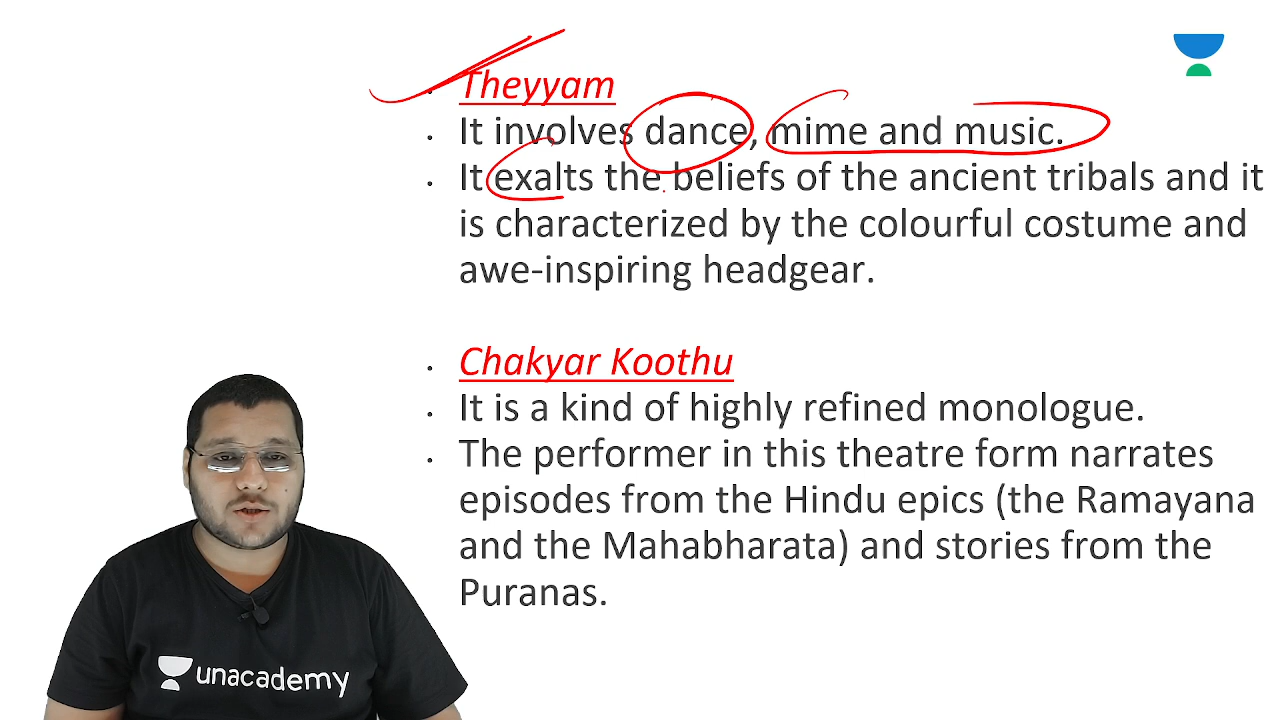 Theyyam
It involves dance, mime and music.
It exalts the beliefs of the ancient tribals and it
is characterized by the colourful costume and
awe-inspiring headgear.
Chakyar Koothu
It is a kind of highly refined monologue.
The performer in this theatre form narrates
episodes from the Hindu epics (the Ramayana
and the Mahabharata) and stories from the
Puranas.
unacademy